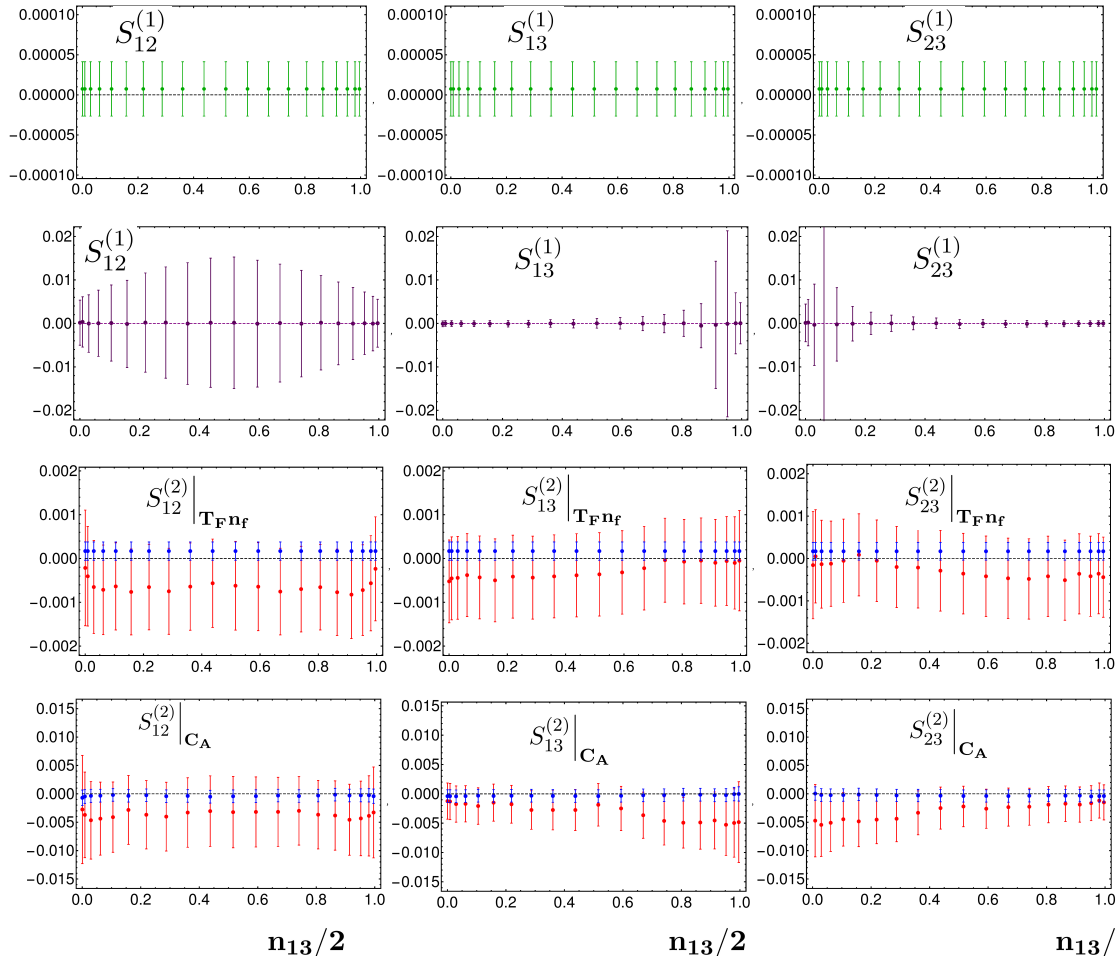 S_{12}^{(1)} S_{13}^{(1)} S_{23}^{(1)}
0.00010 0.00010 0.00010
0.00005 0.00005 0.00005
0.00000 0.00000 0.00000
-0.00005 -0.00005 -0.00005
-0.00010 -0.00010 -0.00010
0.0 0.2 0.4 0.6 0.8 1.0 0.0 0.2 0.4 0.6 0.8 1.0 0.0 0.2 0.4 0.6 0.8 1.0
S_{12}^{(1)} S_{13}^{(1)} S_{23}^{(1)}
0.02 0.02 0.02
0.01 0.01 0.01
0.00 0.00 0.00
-0.01 -0.01 -0.01
-0.02 -0.02 -0.02
0.0 0.2 0.4 0.6 0.8 1.0 0.0 0.2 0.4 0.6 0.8 1.0 0.0 0.2 0.4 0.6 0.8 1.0
S_{12}^{(2)}|_{T_F n_f} S_{13}^{(2)}|_{T_F n_f} S_{23}^{(2)}|_{T_F n_f}
0.002 0.002 0.002
0.001 0.001 0.001
0.000 0.000 0.000
-0.001 -0.001 -0.001
-0.002 -0.002 -0.002
0.0 0.2 0.4 0.6 0.8 1.0 0.0 0.2 0.4 0.6 0.8 1.0 0.0 0.2 0.4 0.6 0.8 1.0
S_{12}^{(2)}|_{C_A} S_{13}^{(2)}|_{C_A} S_{23}^{(2)}|_{C_A}
0.015 0.015 0.015
0.010 0.010 0.010
0.005 0.005 0.005
0.000 0.000 0.000
-0.005 -0.005 -0.005
-0.010 -0.010 -0.010
-0.015 -0.015 -0.015
0.0 0.2 0.4 0.6 0.8 1.0 0.0 0.2 0.4 0.6 0.8 1.0 0.0 0.2 0.4 0.6 0.8 1.0
n_{13}/2 n_{13}/2 n_{13}/